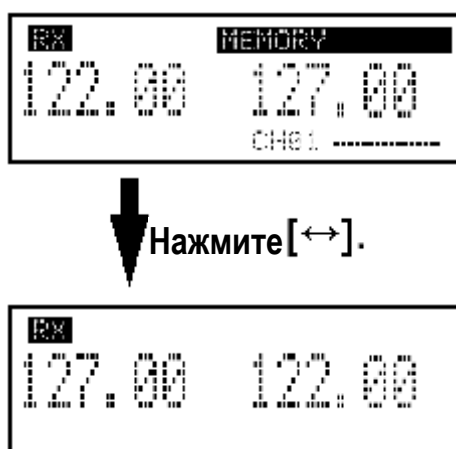 RX MEMORY
122.00 127.00
CH01 ------------
Нажмите [↔].
RX
127.00 122.00